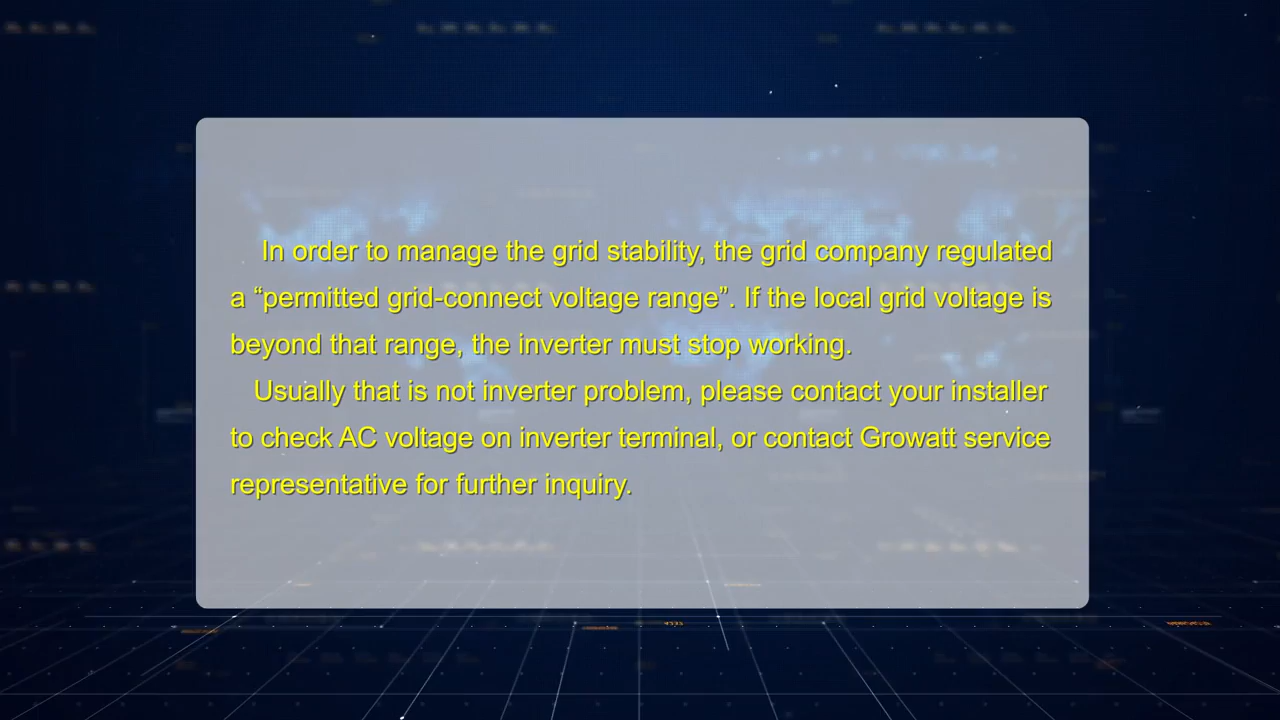 In order to manage the grid stability, the grid company regulated
a “permitted grid-connect voltage range”. If the local grid voltage is
beyond that range, the inverter must stop working.
Usually that is not inverter problem, please contact your installer
to check AC voltage on inverter terminal, or contact Growatt service
representative for further inquiry.